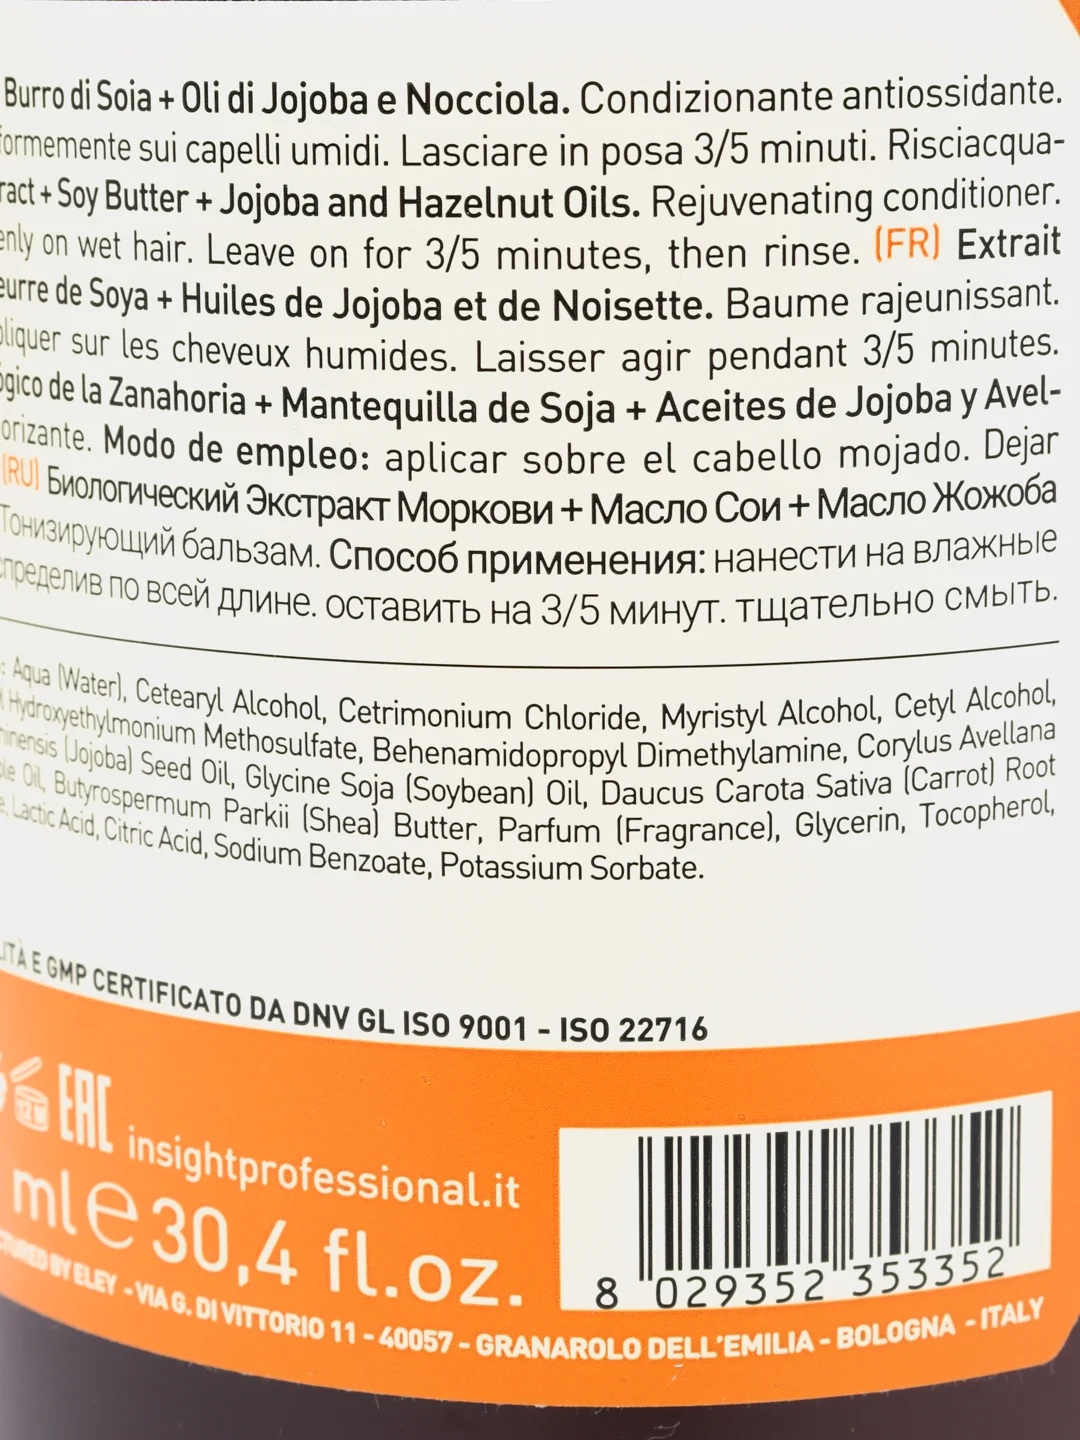 Burro di Soia + Oli di Jojoba e Nocciola. Condizionante antiossidante.
formemente sui capelli umidi. Lasciare in posa 3/5 minuti. Risciacqua-
ract + Soy Butter + Jojoba and Hazelnut Oils. Rejuvenating conditioner.
enly on wet hair. Leave on for 3/5 minutes, then rinse. (FR) Extrait
eurre de Soya + Huiles de Jojoba et de Noisette. Baume rajeunissant.
pliquer sur les cheveux humides. Laisser agir pendant 3/5 minutes.
ógico de la Zanahoria + Mantequilla de Soja + Aceites de Jojoba y Avel-
orizante. Modo de empleo: aplicar sobre el cabello mojado. Dejar
(RU) Биологический Экстракт Моркови + Масло Сои + Масло Жожоба
Тонизирующий бальзам. Способ применения: нанести на влажные
спределив по всей длине. оставить на 3/5 минут. тщательно смыть.
: Aqua (Water), Cetearyl Alcohol, Cetrimonium Chloride, Myristyl Alcohol, Cetyl Alcohol,
Hydroxyethylmonium Methosulfate, Behenamidopropyl Dimethylamine, Corylus Avellana
hinensis (Jojoba) Seed Oil, Glycine Soja (Soybean) Oil, Daucus Carota Sativa (Carrot) Root
ble Oil, Butyrospermum Parkii (Shea) Butter, Parfum (Fragrance), Glycerin, Tocopherol,
e, Lactic Acid, Citric Acid, Sodium Benzoate, Potassium Sorbate.
LITÀ E GMP CERTIFICATO DA DNV GL ISO 9001 - ISO 22716
12 M EAC insightprofessional.it
ml e 30,4 fl.oz.
8 029352 353352
CTURED BY ELEY - VIA G. DI VITTORIO 11 - 40057 - GRANAROLO DELL'EMILIA - BOLOGNA - ITALY